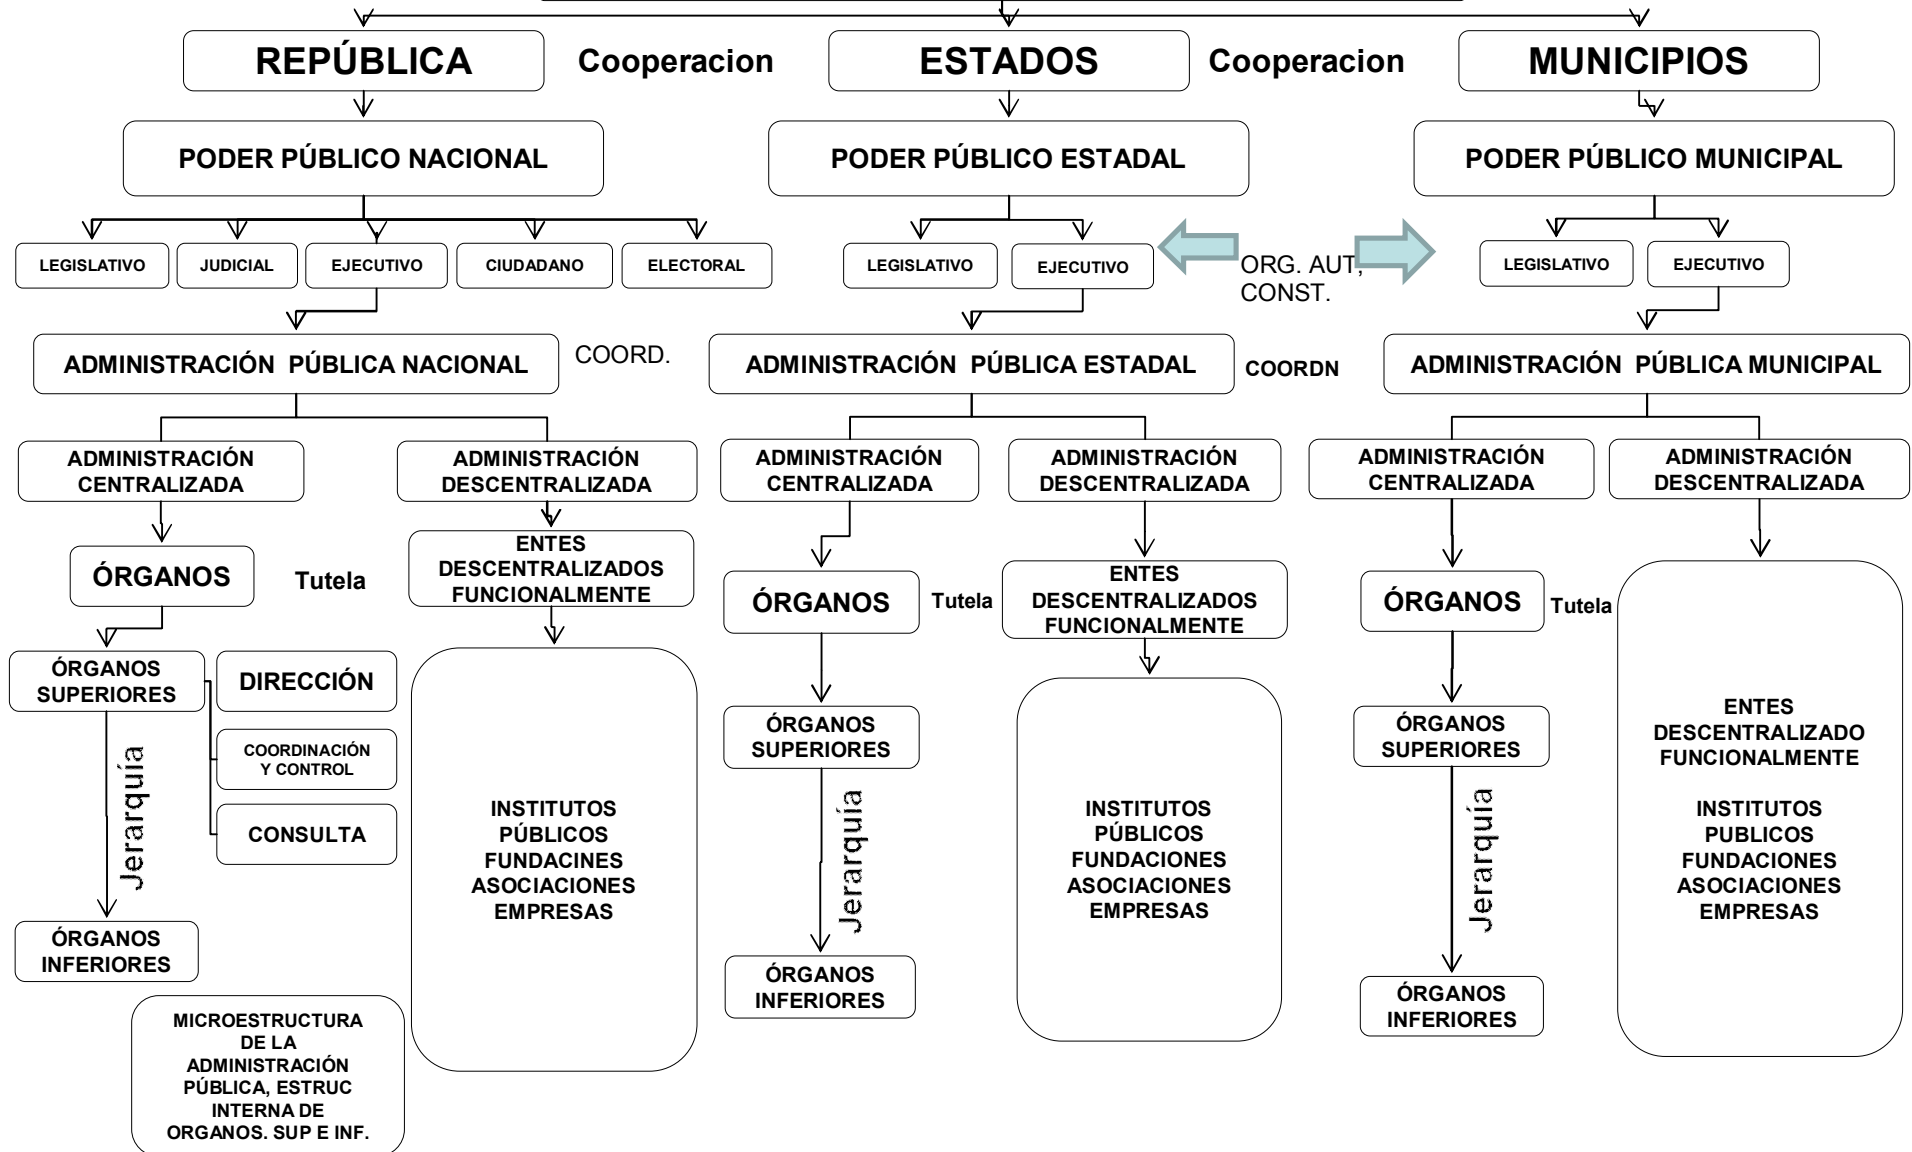 REPÚBLICA
Cooperacion
ESTADOS
Cooperacion
MUNICIPIOS
PODER PÚBLICO NACIONAL
PODER PÚBLICO ESTADAL
PODER PÚBLICO MUNICIPAL
LEGISLATIVO
JUDICIAL
EJECUTIVO
CIUDADANO
ELECTORAL
LEGISLATIVO
EJECUTIVO
ORG. AUT,
CONST.
LEGISLATIVO
EJECUTIVO
ADMINISTRACIÓN PÚBLICA NACIONAL
COORD.
ADMINISTRACIÓN PÚBLICA ESTADAL
COORDN
ADMINISTRACIÓN PÚBLICA MUNICIPAL
ADMINISTRACIÓN
CENTRALIZADA
ADMINISTRACIÓN
DESCENTRALIZADA
ADMINISTRACIÓN
CENTRALIZADA
ADMINISTRACIÓN
DESCENTRALIZADA
ADMINISTRACIÓN
CENTRALIZADA
ADMINISTRACIÓN
DESCENTRALIZADA
ÓRGANOS
Tutela
ENTES
DESCENTRALIZADOS
FUNCIONALMENTE
ÓRGANOS
Tutela
ENTES
DESCENTRALIZADOS
FUNCIONALMENTE
ÓRGANOS
Tutela
ÓRGANOS
SUPERIORES
DIRECCIÓN
COORDINACIÓN
Y CONTROL
CONSULTA
Jerarquía
ÓRGANOS
INFERIORES
INSTITUTOS
PÚBLICOS
FUNDACINES
ASOCIACIONES
EMPRESAS
ÓRGANOS
SUPERIORES
Jerarquía
ÓRGANOS
INFERIORES
INSTITUTOS
PÚBLICOS
FUNDACIONES
ASOCIACIONES
EMPRESAS
ÓRGANOS
SUPERIORES
Jerarquía
ÓRGANOS
INFERIORES
ENTES
DESCENTRALIZADO
FUNCIONALMENTE
INSTITUTOS
PUBLICOS
FUNDACIONES
ASOCIACIONES
EMPRESAS
MICROESTRUCTURA
DE LA
ADMINISTRACIÓN
PÚBLICA, ESTRUC
INTERNA DE
ORGANOS. SUP E INF.